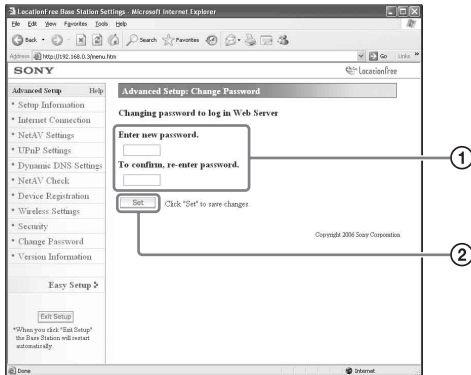 LocationFree Base Station Settings - Microsoft Internet Explorer
File Edit View Favorites Tools Help
Back Search Favorites
Address http://192.168.0.3/menu.htm Go Links »
SONY LocationFree
Advanced Setup Help
* Setup Information
* Internet Connection
* NetAV Settings
* UPnP Settings
* Dynamic DNS Settings
* NetAV Check
* Device Registration
* Wireless Settings
* Security
* Change Password
* Version Information
Easy Setup
Exit Setup
*When you click "Exit Setup"
the Base Station will restart
automatically.
Advanced Setup: Change Password
Changing password to log in Web Server
Enter new password.
To confirm, re-enter password.
Set Click "Set" to save changes.
Copyright 2006 Sony Corporation.
1
2
Done Internet